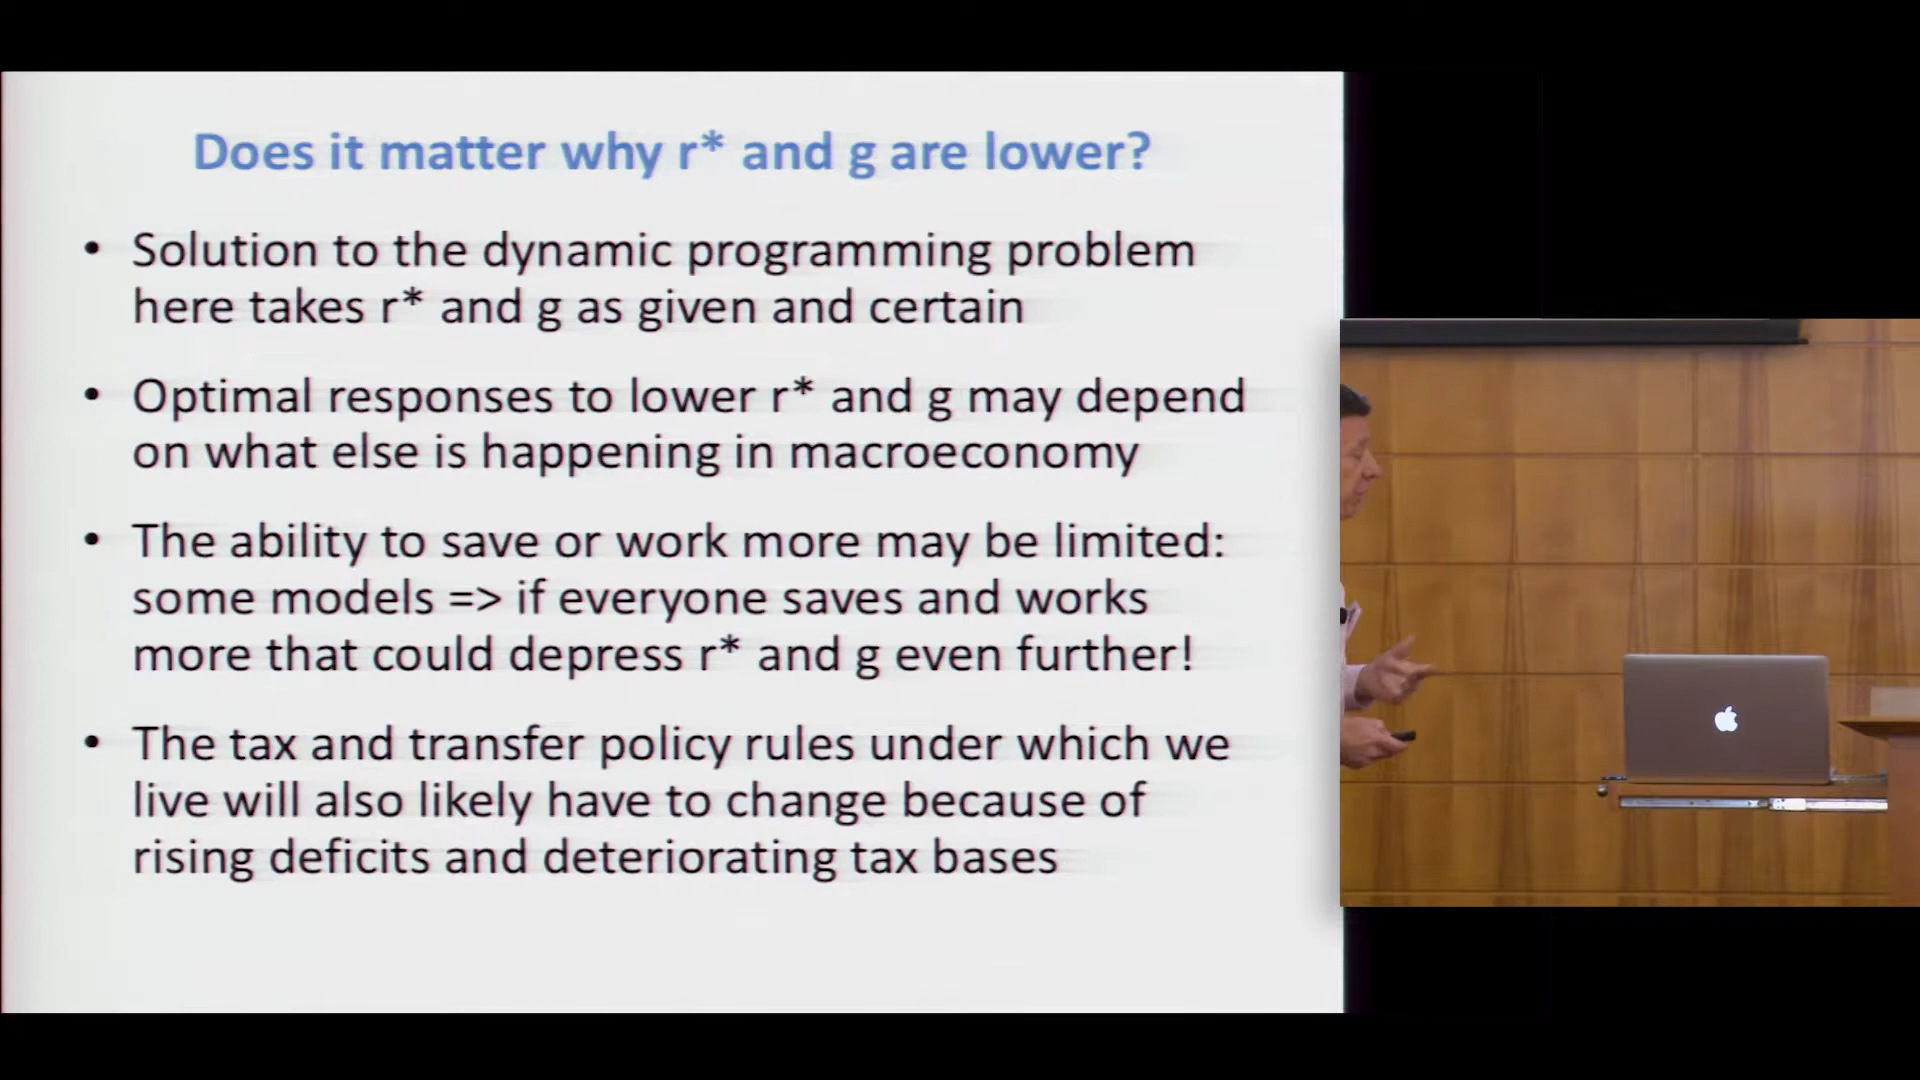 Does it matter why r* and g are lower?
• Solution to the dynamic programming problem
here takes r* and g as given and certain
• Optimal responses to lower r* and g may depend
on what else is happening in macroeconomy
• The ability to save or work more may be limited:
some models => if everyone saves and works
more that could depress r* and g even further!
• The tax and transfer policy rules under which we
live will also likely have to change because of
rising deficits and deteriorating tax bases